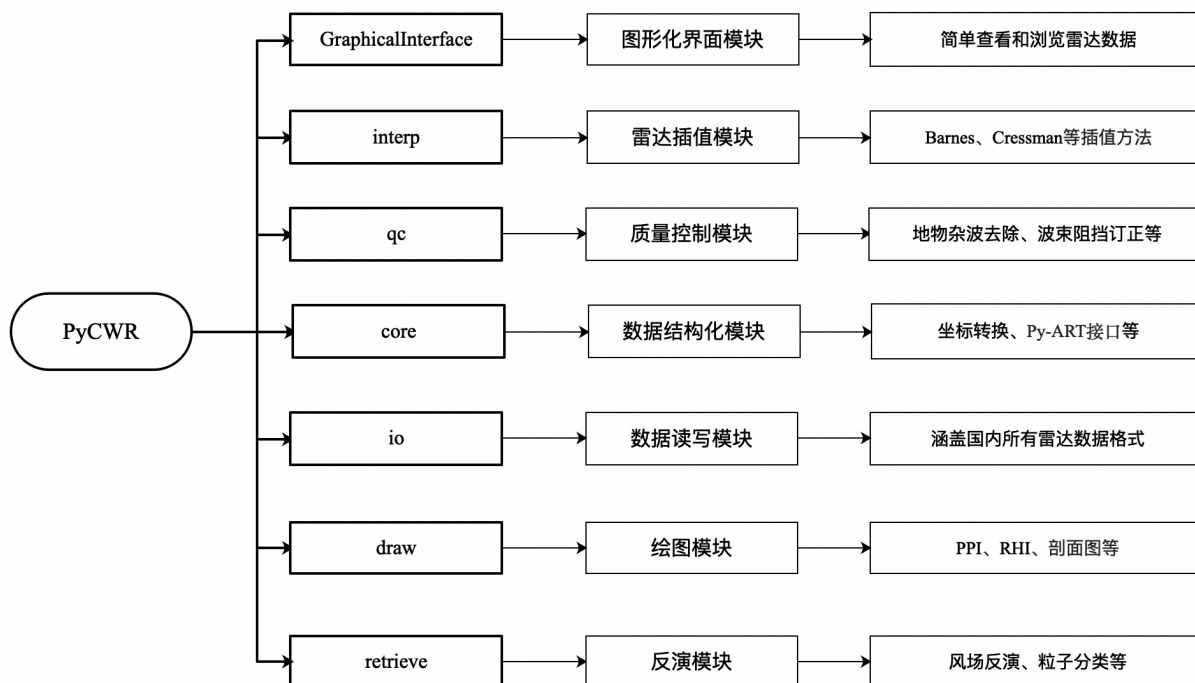 GraphicalInterface
图形化界面模块
简单查看和浏览雷达数据
interp
雷达插值模块
Barnes、Cressman等插值方法
qc
质量控制模块
地物杂波去除、波束阻挡订正等
PyCWR
core
数据结构化模块
坐标转换、Py-ART接口等
io
数据读写模块
涵盖国内所有雷达数据格式
draw
绘图模块
PPI、RHI、剖面图等
retrieve
反演模块
风场反演、粒子分类等